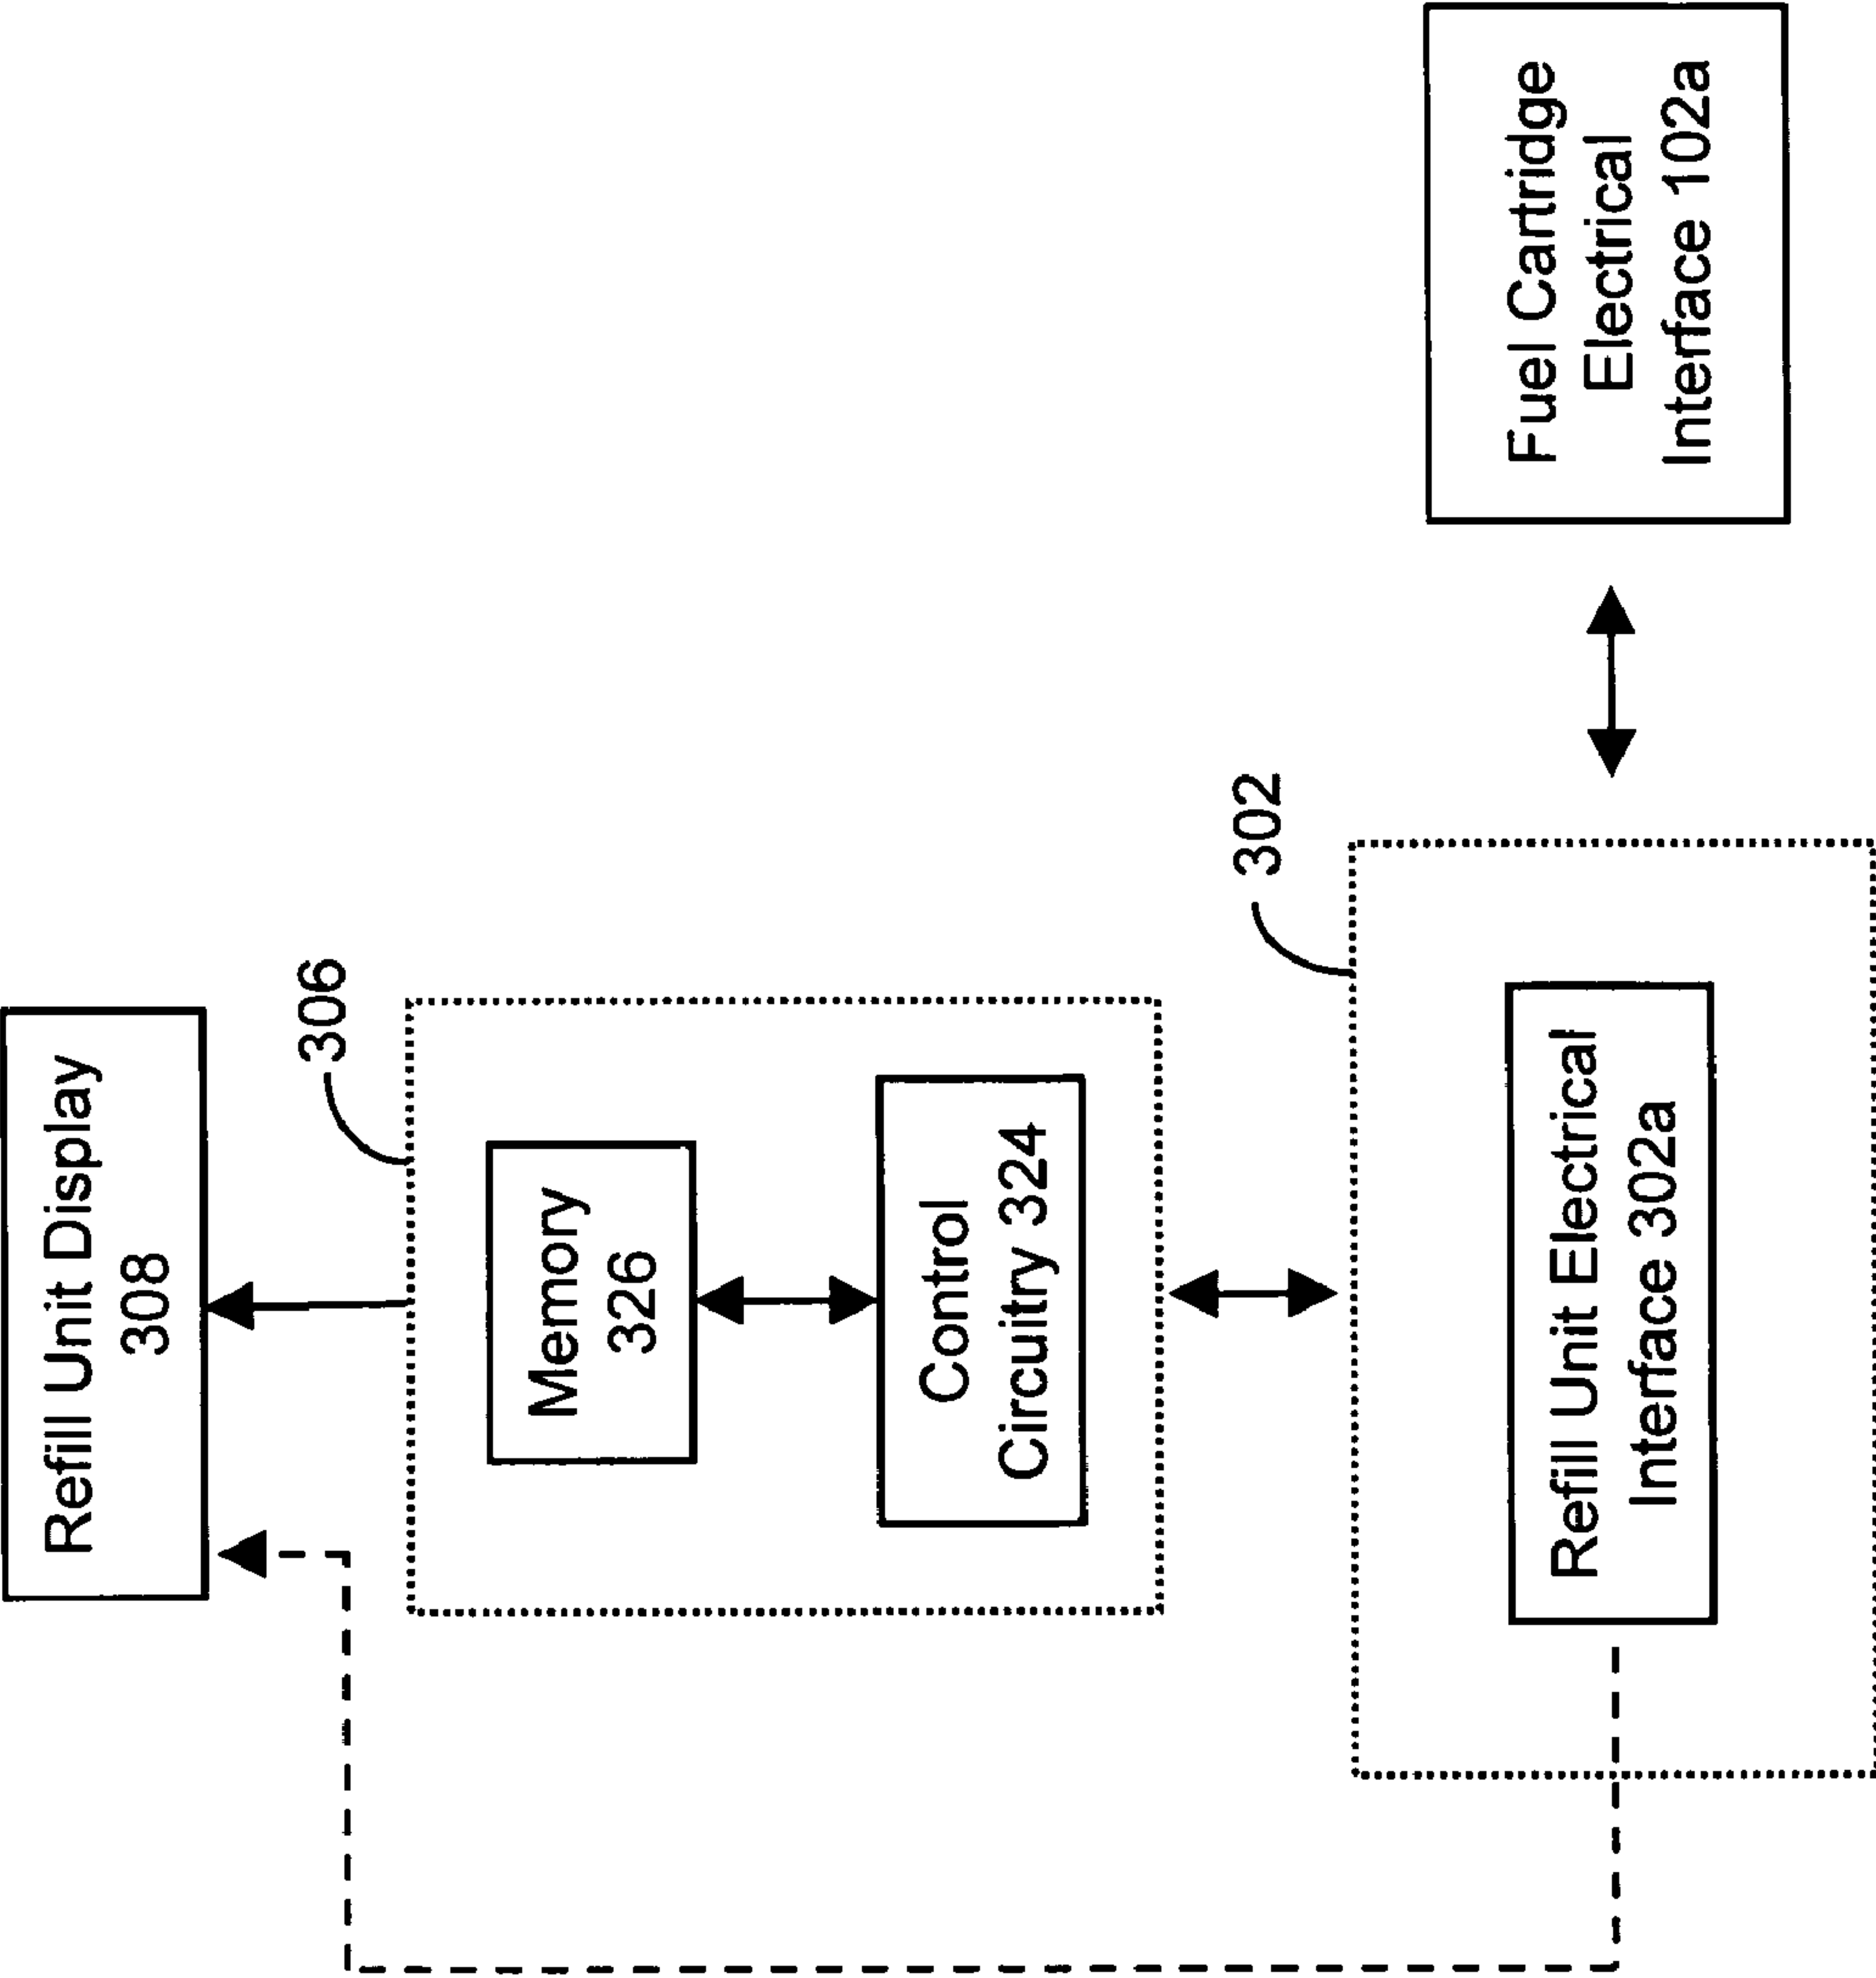 Refill Unit Display
308
306
Memory
326
Control
Circuitry 324
302
Refill Unit Electrical
Interface 302a
Fuel Cartridge
Electrical
Interface 102a